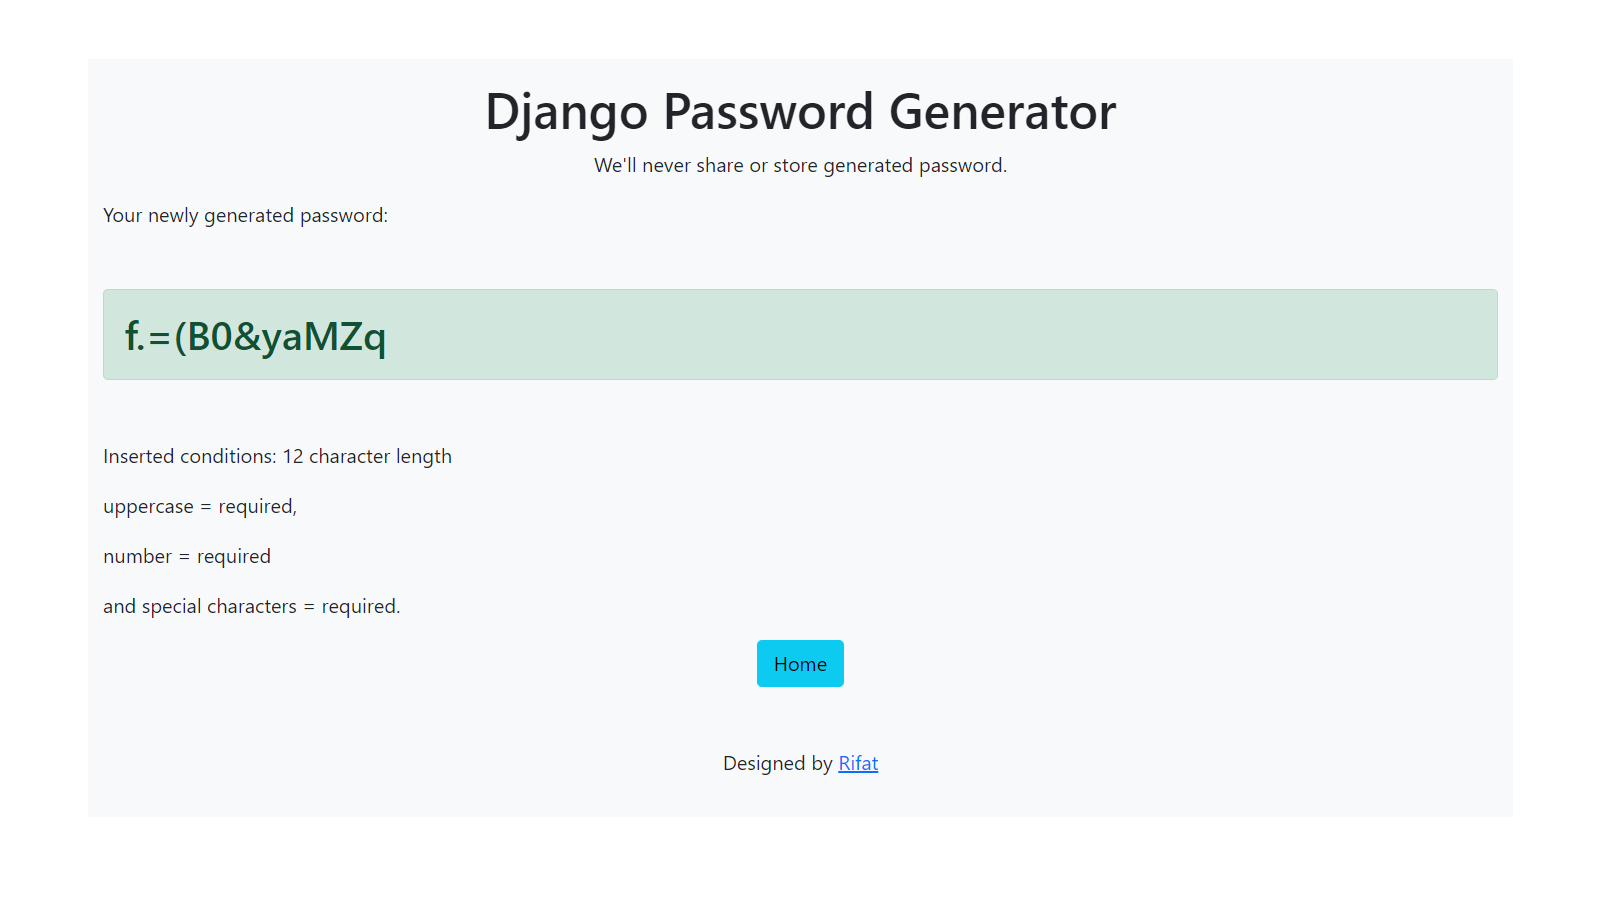 Django Password Generator
We'll never share or store generated password.
Your newly generated password:
f.=(B0&yaMZq
Inserted conditions: 12 character length
uppercase = required,
number = required
and special characters = required.
Home
Designed by Rifat